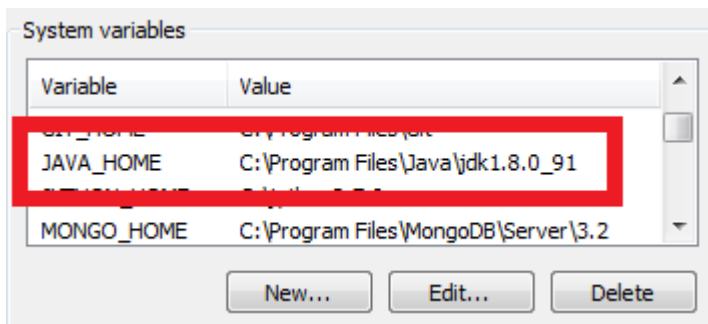 System variables
Variable Value
JAVA_HOME C:\Program Files\Java\jdk1.8.0_91
MONGO_HOME C:\Program Files\MongoDB\Server\3.2
New... Edit... Delete